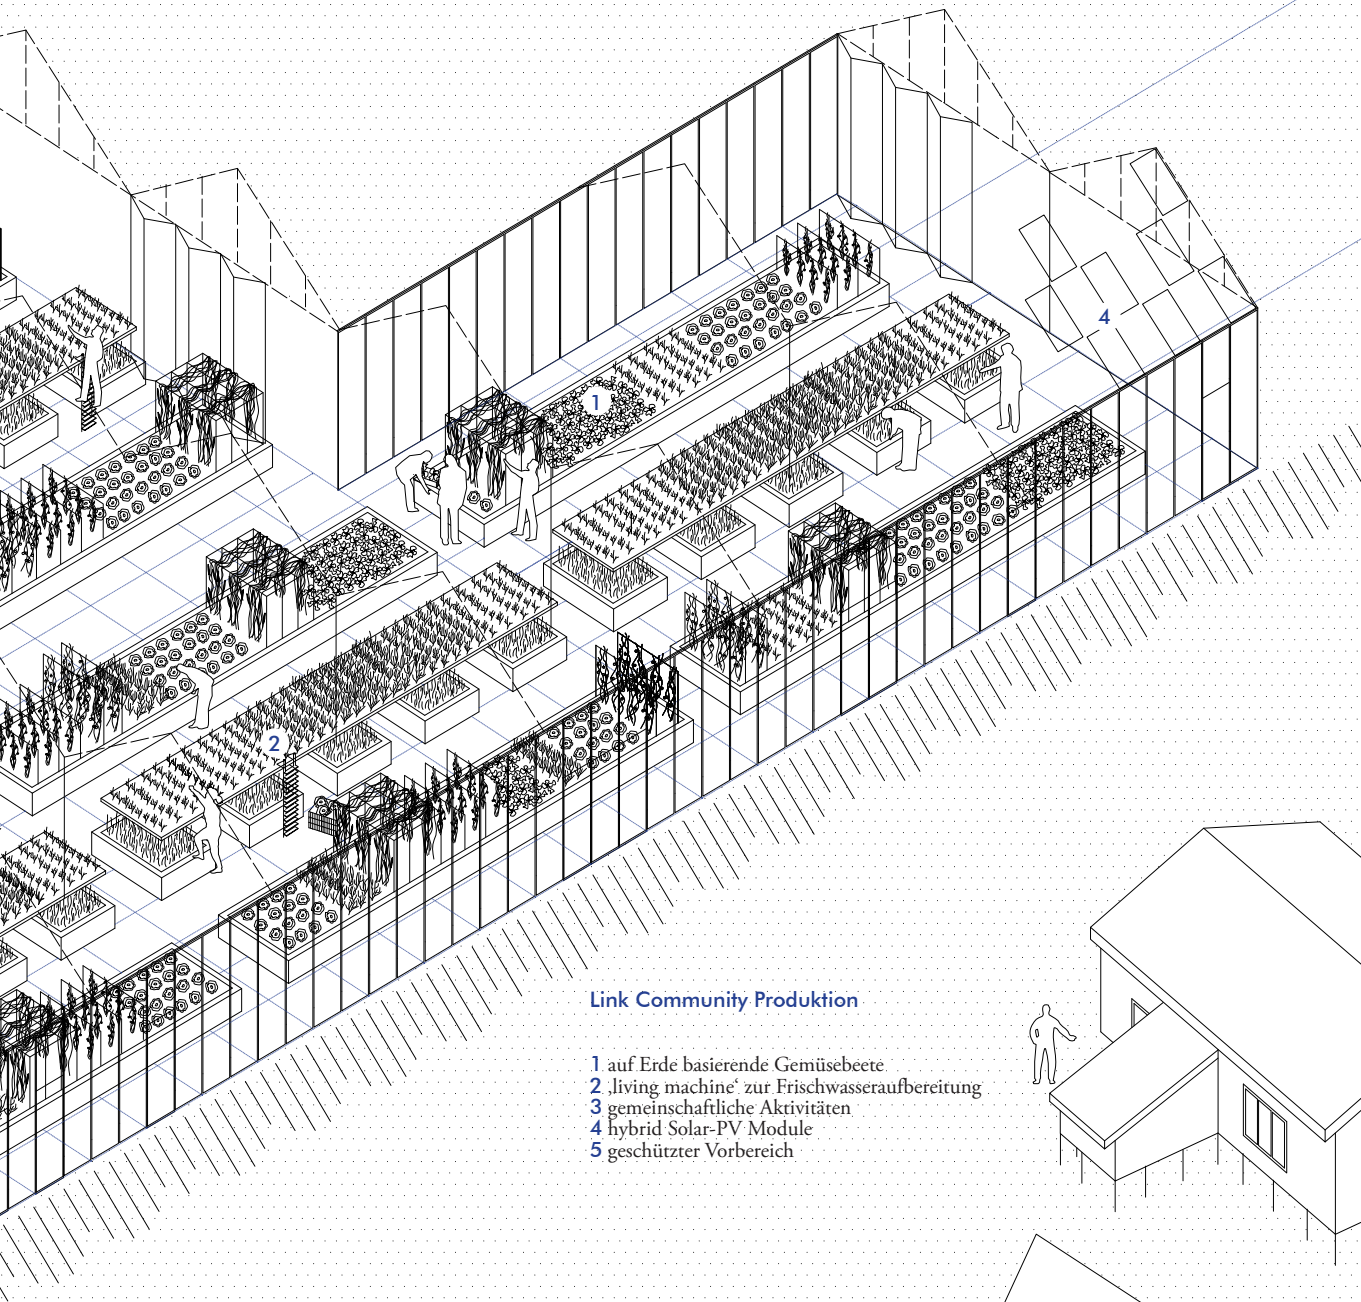 4
1
2
Link Community Produktion
1 auf Erde basierende Gemüsebeete
2 ‚living machine‘ zur Frischwasseraufbereitung
3 gemeinschaftliche Aktivitäten
4 hybrid Solar-PV Module
5 geschützter Vorbereich